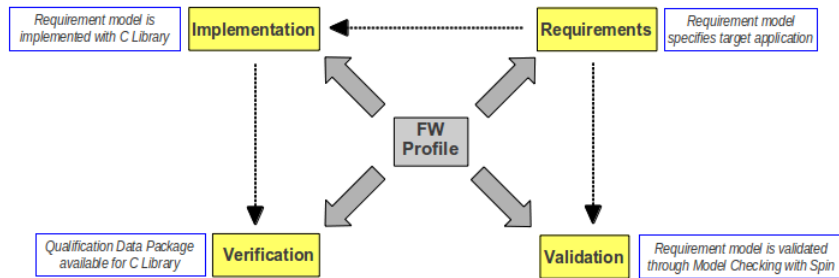 Requirement model is
implemented with C Library
Implementation
Requirements
Requirement model
specifies target application
FW
Profile
Qualification Data Package
available for C Library
Verification
Validation
Requirement model is validated
through Model Checking with Spin